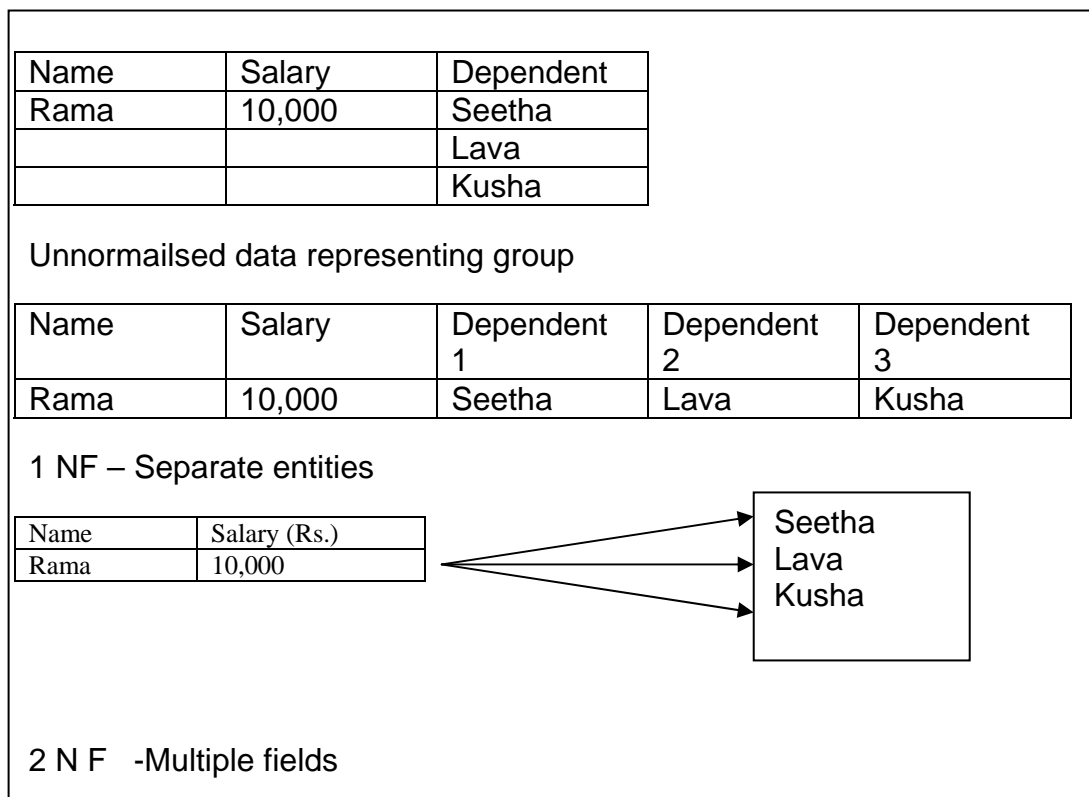 Name Salary Dependent
Rama 10,000 Seetha
Lava
Kusha
Unnormailsed data representing group
Name Salary Dependent 1 Dependent 2 Dependent 3
Rama 10,000 Seetha Lava Kusha
1 NF – Separate entities
Name Salary (Rs.)
Rama 10,000
Seetha
Lava
Kusha
2 N F -Multiple fields